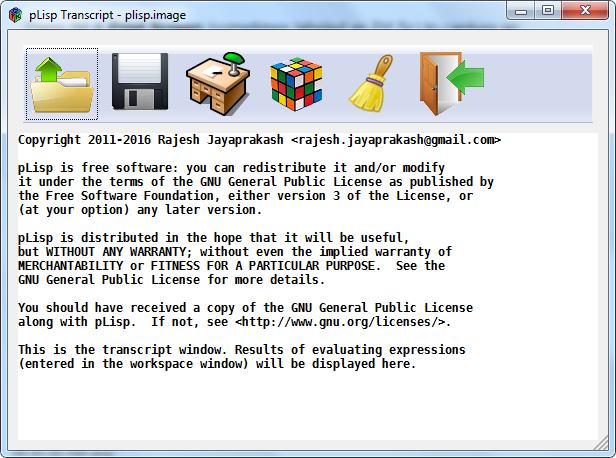 pLisp Transcript - plisp.image
Copyright 2011-2016 Rajesh Jayaprakash <rajesh.jayaprakash@gmail.com>
pLisp is free software: you can redistribute it and/or modify
it under the terms of the GNU General Public License as published by
the Free Software Foundation, either version 3 of the License, or
(at your option) any later version.
pLisp is distributed in the hope that it will be useful,
but WITHOUT ANY WARRANTY; without even the implied warranty of
MERCHANTABILITY or FITNESS FOR A PARTICULAR PURPOSE.  See the
GNU General Public License for more details.
You should have received a copy of the GNU General Public License
along with pLisp.  If not, see <http://www.gnu.org/licenses/>.
This is the transcript window. Results of evaluating expressions
(entered in the workspace window) will be displayed here.